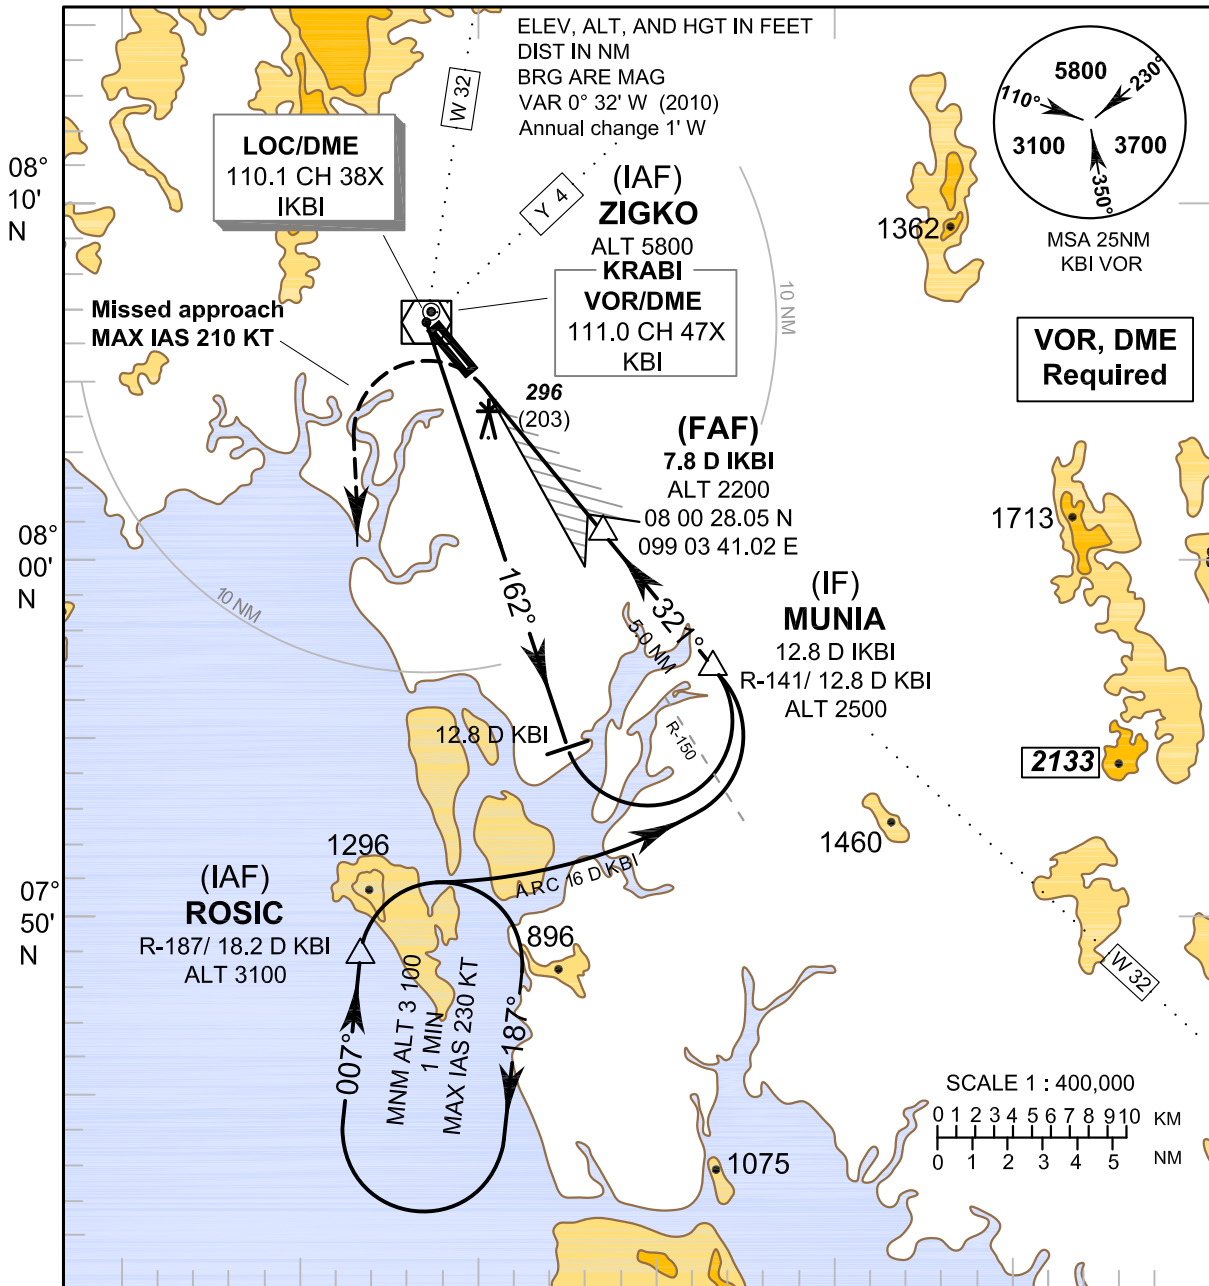 ELEV, ALT, AND HGT IN FEET
DIST IN NM
BRG ARE MAG
VAR 0° 32' W (2010)
Annual change 1' W
W 32
Y 4
5800
3100
3700
110°
230°
350°
MSA 25NM
KBI VOR
LOC/DME
110.1 CH 38X
IKBI
08°
10'
N
(IAF)
ZIGKO
ALT 5800
KRABI
VOR/DME
111.0 CH 47X
KBI
1362
10 NM
Missed approach
MAX IAS 210 KT
VOR, DME
Required
296
(203)
(FAF)
7.8 D IKBI
ALT 2200
08 00 28.05 N
099 03 41.02 E
1713
08°
00'
N
10 NM
162°
321°
5.0 NM
(IF)
MUNIA
12.8 D IKBI
R-141/ 12.8 D KBI
ALT 2500
12.8 D KBI
R-150
2133
1460
1296
ARC 16 D KBI
(IAF)
ROSIC
R-187/ 18.2 D KBI
ALT 3100
07°
50'
N
896
W 32
007°
MNM ALT 3 100
1 MIN
MAX IAS 230 KT
187°
SCALE 1 : 400,000
0 1 2 3 4 5 6 7 8 9 10 KM
0 1 2 3 4 5 NM
1075